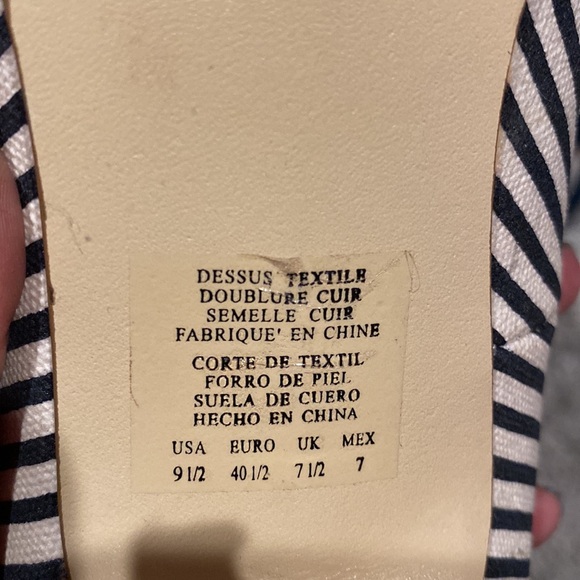 DESSUS TEXTILE
DOUBLURE CUIR
SEMELLE CUIR
FABRIQUE' EN CHINE
CORTE DE TEXTIL
FORRO DE PIEL
SUELA DE CUERO
HECHO EN CHINA
USA EURO UK MEX
9 1/2 40 1/2 7 1/2 7